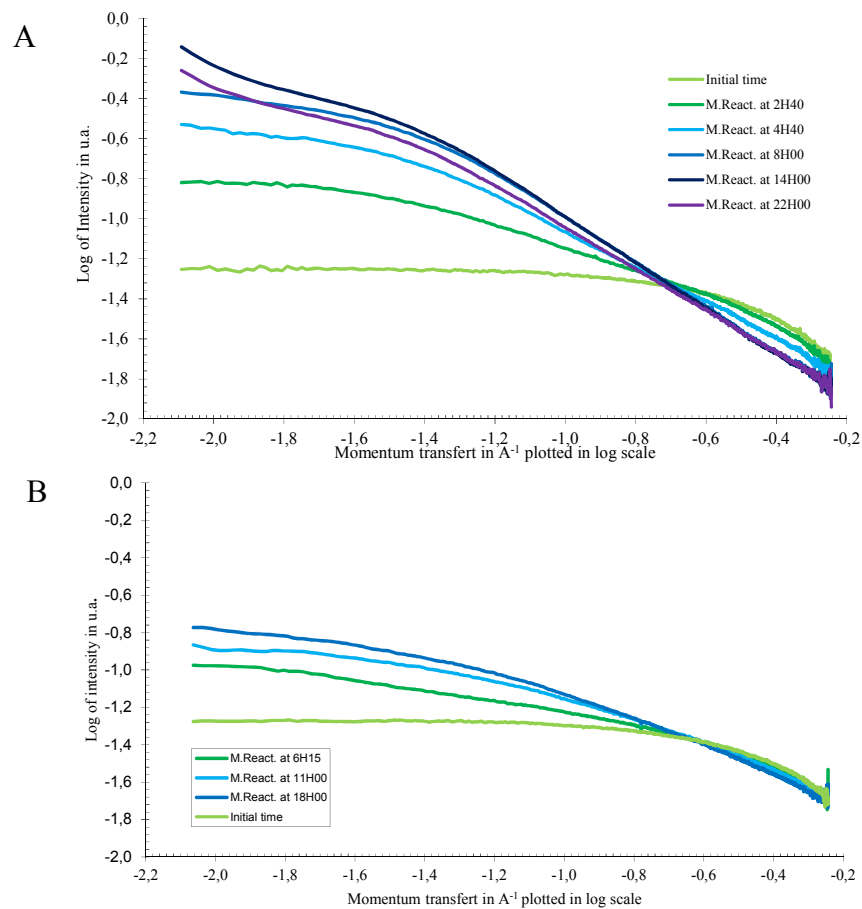 A
0,0
-0,2
-0,4
-0,6
-0,8
-1,0
-1,2
-1,4
-1,6
-1,8
-2,0
Log of Intensity in u.a.
Initial time
M.React. at 2H40
M.React. at 4H40
M.React. at 8H00
M.React. at 14H00
M.React. at 22H00
-2,2 -2,0 -1,8 -1,6 -1,4 -1,2 -1,0 -0,8 -0,6 -0,4 -0,2
Momentum transfert in A-1 plotted in log scale
B
0,0
-0,2
-0,4
-0,6
-0,8
-1,0
-1,2
-1,4
-1,6
-1,8
-2,0
Log of intensity in u.a.
M.React. at 6H15
M.React. at 11H00
M.React. at 18H00
Initial time
-2,2 -2,0 -1,8 -1,6 -1,4 -1,2 -1,0 -0,8 -0,6 -0,4 -0,2
Momentum transfert in A-1 plotted in log scale